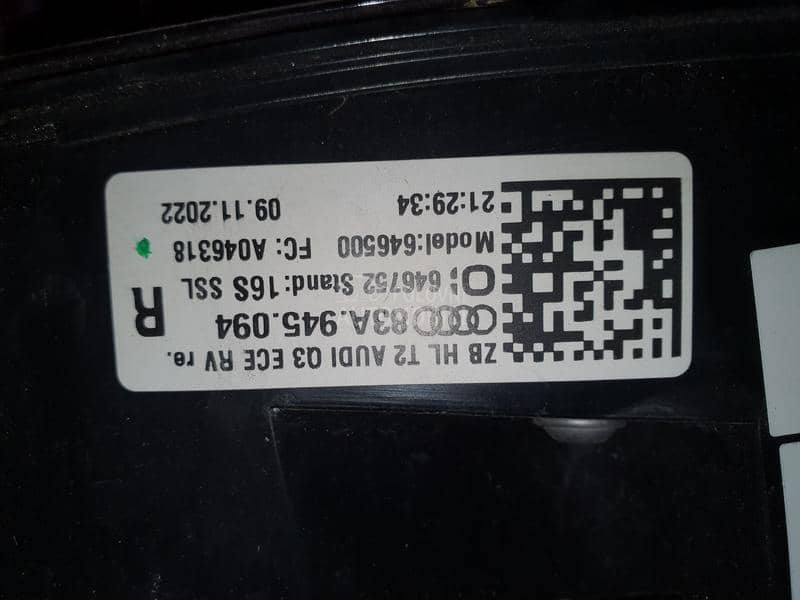 ZB HL T2 AUDI Q3 ECE RV re.
83A.945.094 R
646752 Stand:16S SSL
Model:646500 FC: A046318
21:29:34 09.11.2022